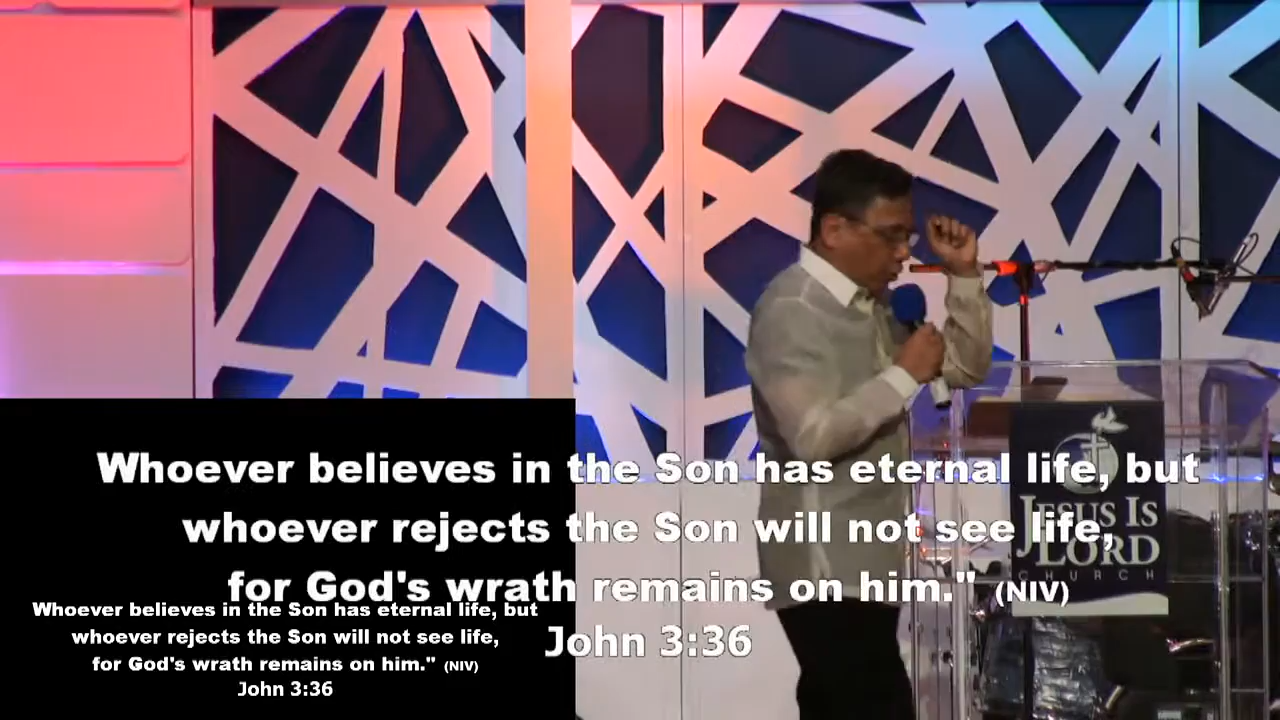 Whoever believes in the Son has eternal life, but
whoever rejects the Son will not see life,
for God's wrath remains on him." (NIV)
John 3:36
Whoever believes in the Son has eternal life, but
whoever rejects the Son will not see life,
for God's wrath remains on him." (NIV)
John 3:36
JESUS IS
LORD
CHURCH